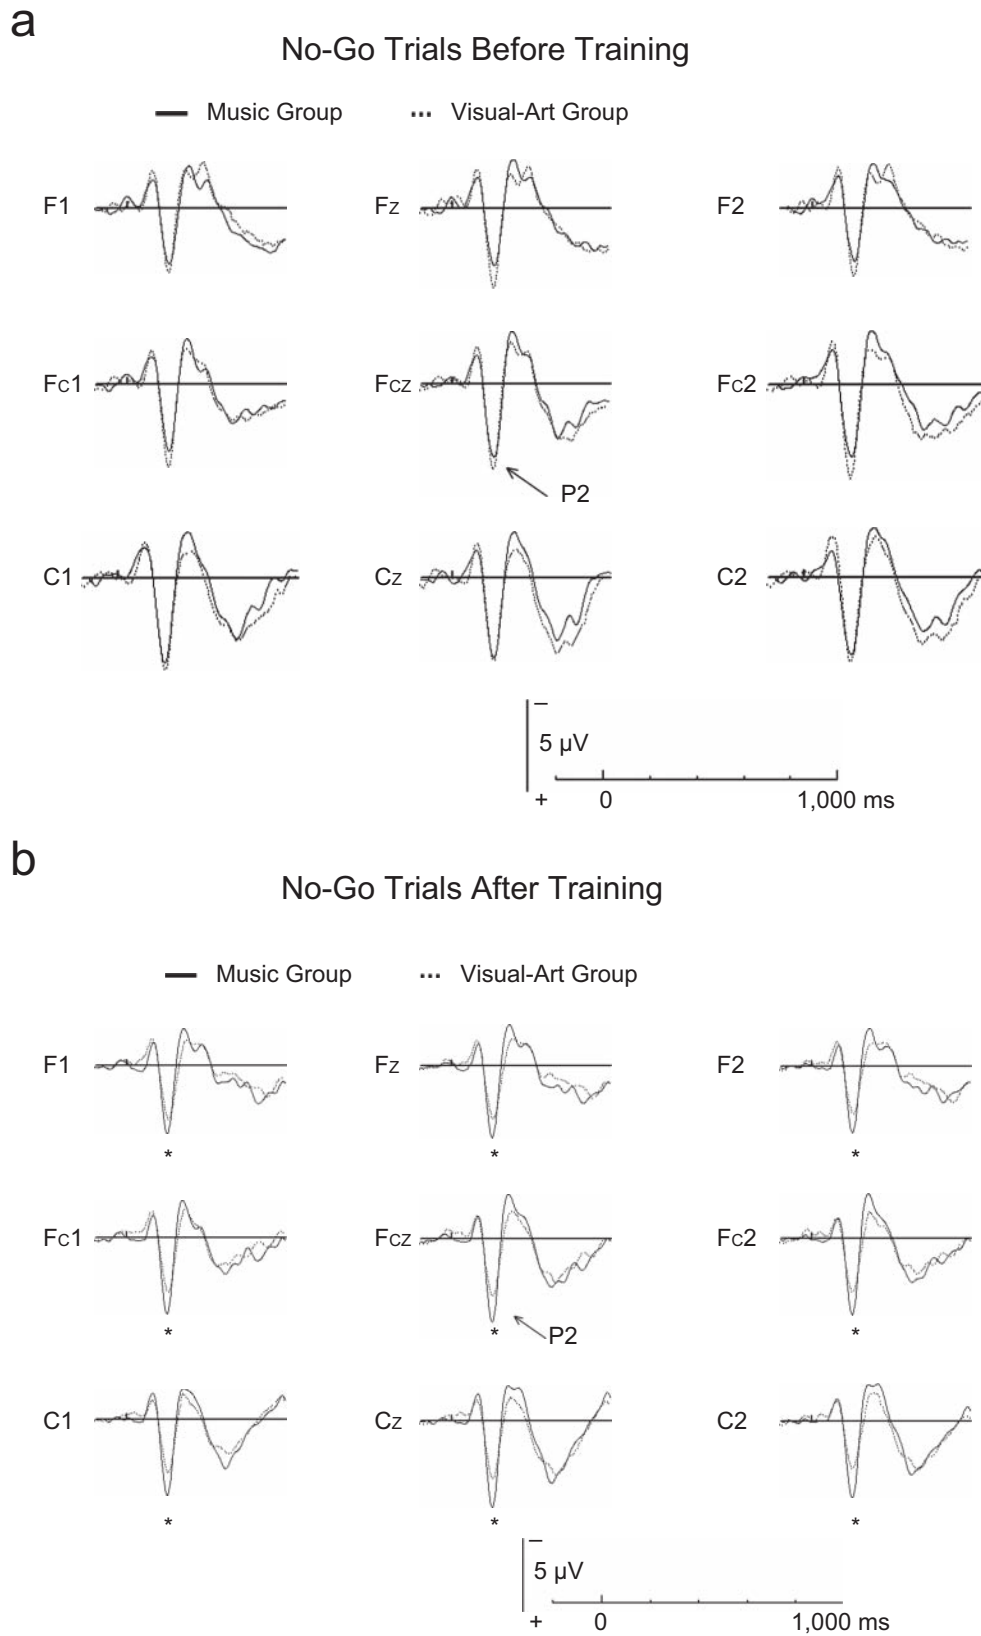 a
No-Go Trials Before Training
Music Group
Visual-Art Group
F1
Fz
F2
Fc1
Fcz
Fc2
P2
C1
Cz
C2
–
5 µV
+
0
1,000 ms
b
No-Go Trials After Training
Music Group
Visual-Art Group
F1
Fz
F2
* * *
Fc1
Fcz
Fc2
P2
* * *
C1
Cz
C2
* * *
–
5 µV
+
0
1,000 ms